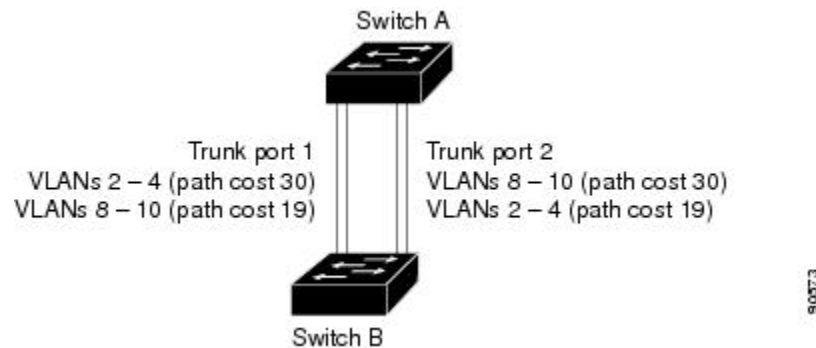 Switch A
Trunk port 1
VLANs 2 – 4 (path cost 30)
VLANs 8 – 10 (path cost 19)
Trunk port 2
VLANs 8 – 10 (path cost 30)
VLANs 2 – 4 (path cost 19)
Switch B
90573